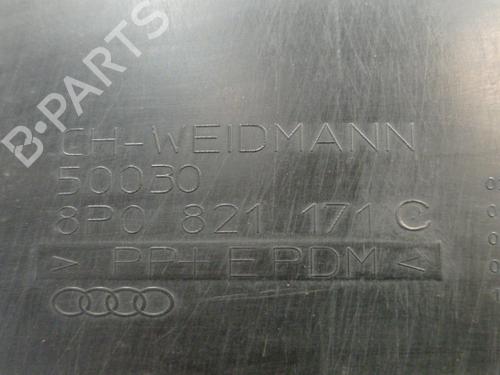 B-PARTS
CH-WEIDMANN
50030
8P0 821 171 C
> PP+EPDM <